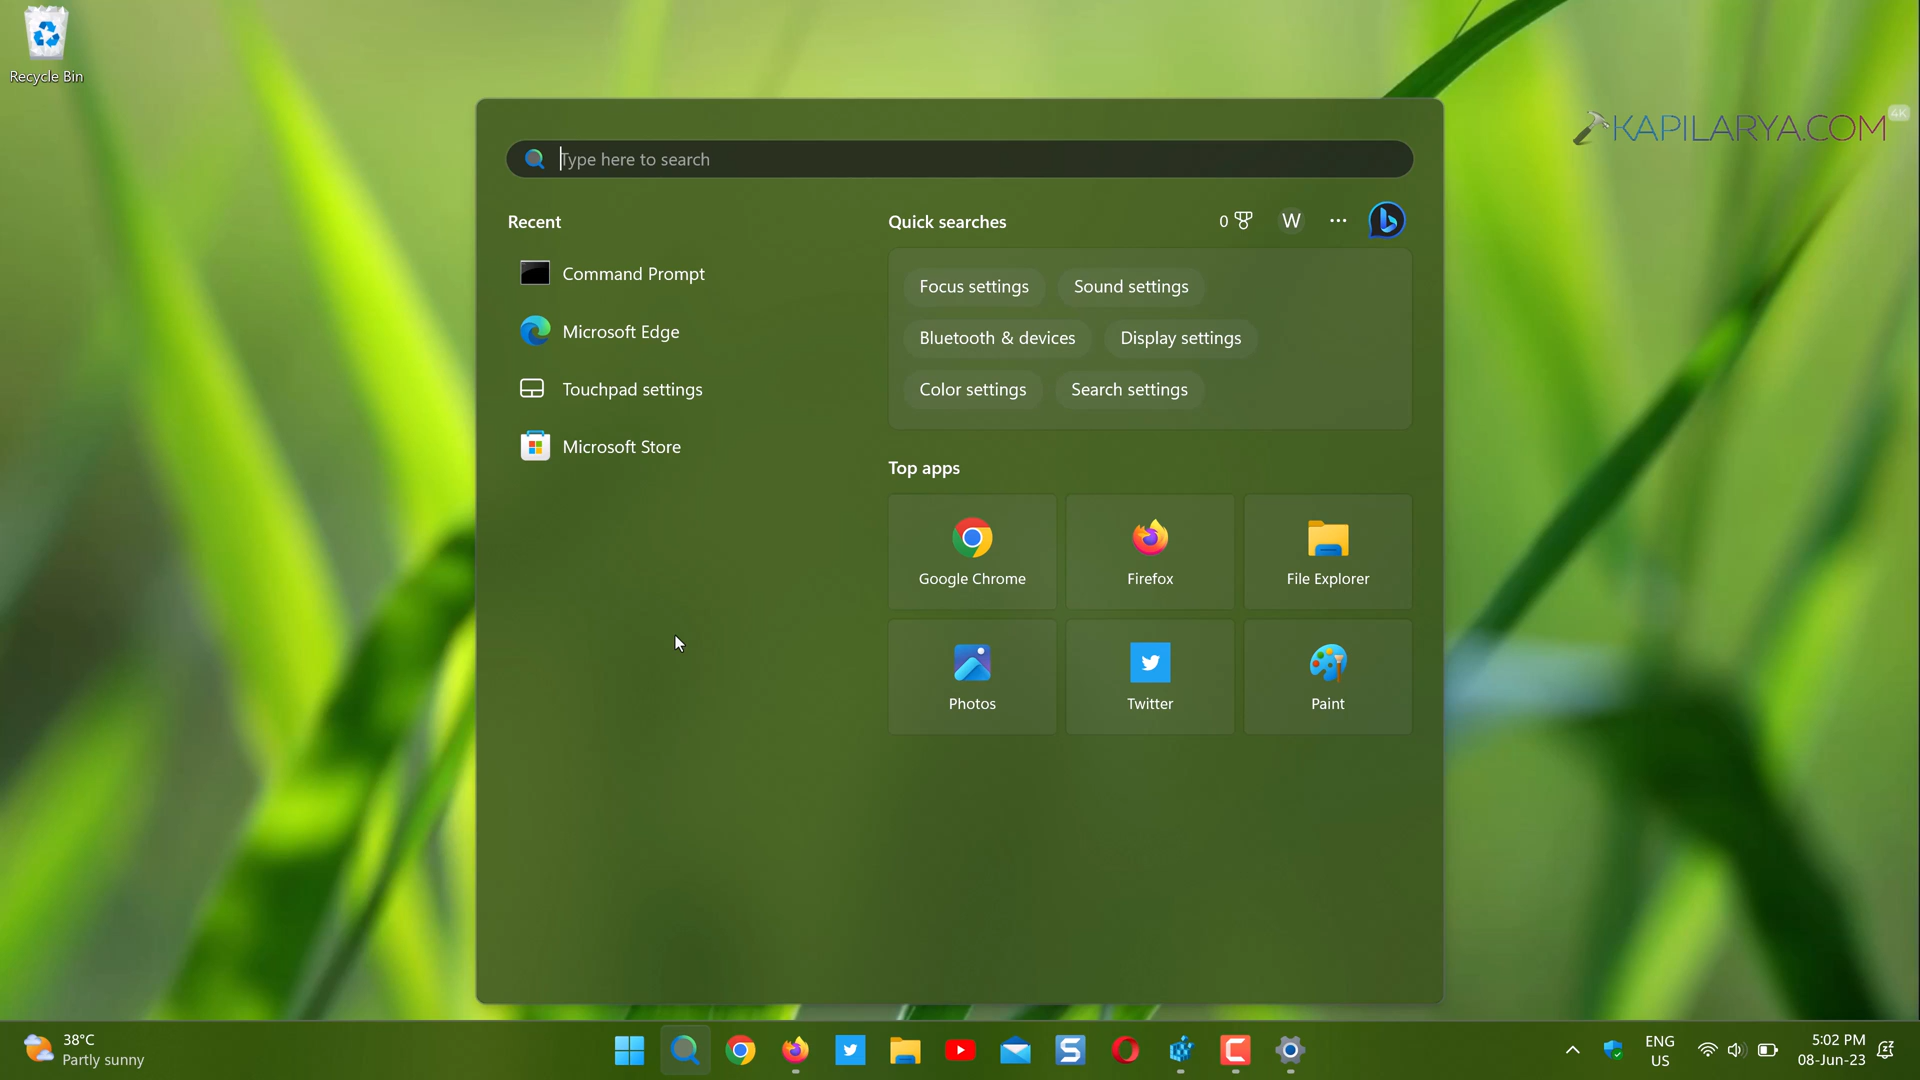 Recycle Bin
KAPILARYA.COM
4K
Type here to search
Recent
Command Prompt
Microsoft Edge
Touchpad settings
Microsoft Store
Quick searches
0
W
Focus settings
Sound settings
Bluetooth & devices
Display settings
Color settings
Search settings
Top apps
Google Chrome
Firefox
File Explorer
Photos
Twitter
Paint
38°C
Partly sunny
ENG
US
5:02 PM
08-Jun-23